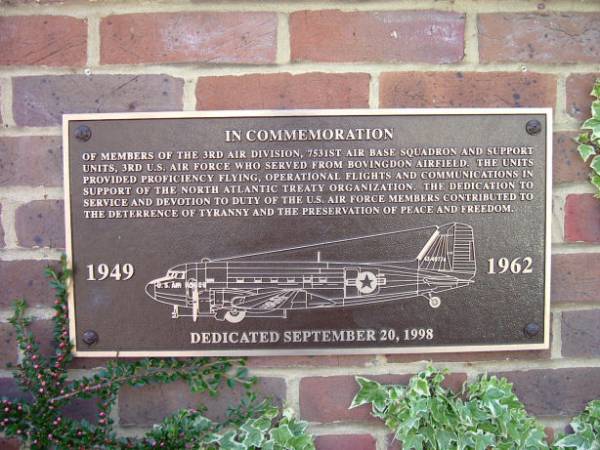 IN COMMEMORATION
OF MEMBERS OF THE 3RD AIR DIVISION, 7531ST AIR BASE SQUADRON AND SUPPORT
UNITS, 3RD U.S. AIR FORCE WHO SERVED FROM BOVINGDON AIRFIELD. THE UNITS
PROVIDED PROFICIENCY FLYING, OPERATIONAL FLIGHTS AND COMMUNICATIONS IN
SUPPORT OF THE NORTH ATLANTIC TREATY ORGANIZATION. THE DEDICATION TO
SERVICE AND DEVOTION TO DUTY OF THE U.S. AIR FORCE MEMBERS CONTRIBUTED TO
THE DETERRENCE OF TYRANNY AND THE PRESERVATION OF PEACE AND FREEDOM.
1949
1962
U.S. AIR FORCE
DEDICATED SEPTEMBER 20, 1998